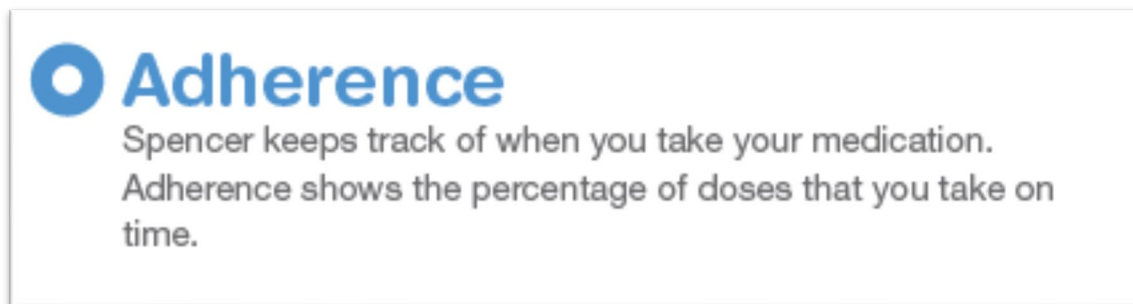 Adherence
Spencer keeps track of when you take your medication.
Adherence shows the percentage of doses that you take on
time.